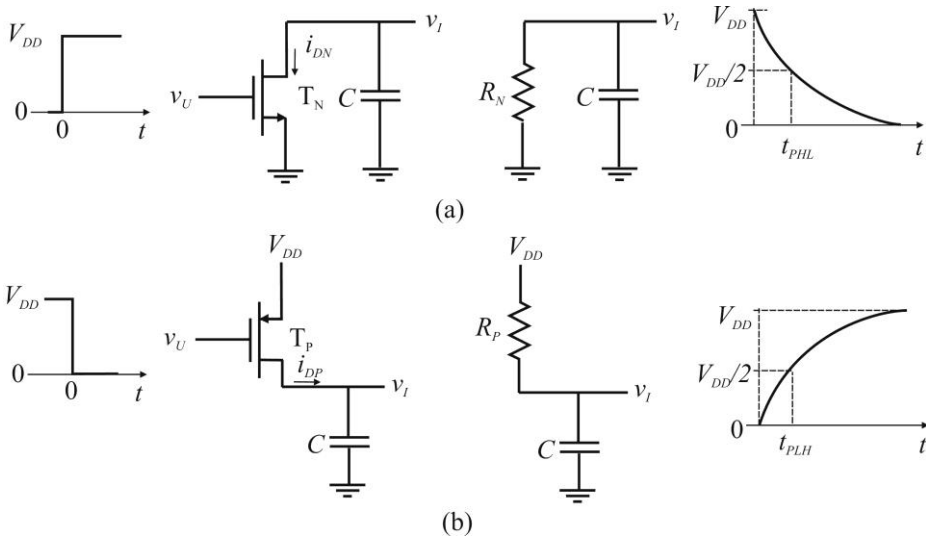 V_DD
0
0
t
v_U
i_DN
T_N
C
v_I
R_N
C
v_I
V_DD
V_DD/2
0
t_PHL
t
(a)
V_DD
0
0
t
V_DD
v_U
T_P
i_DP
v_I
C
V_DD
R_P
v_I
C
V_DD
V_DD/2
0
t_PLH
t
(b)